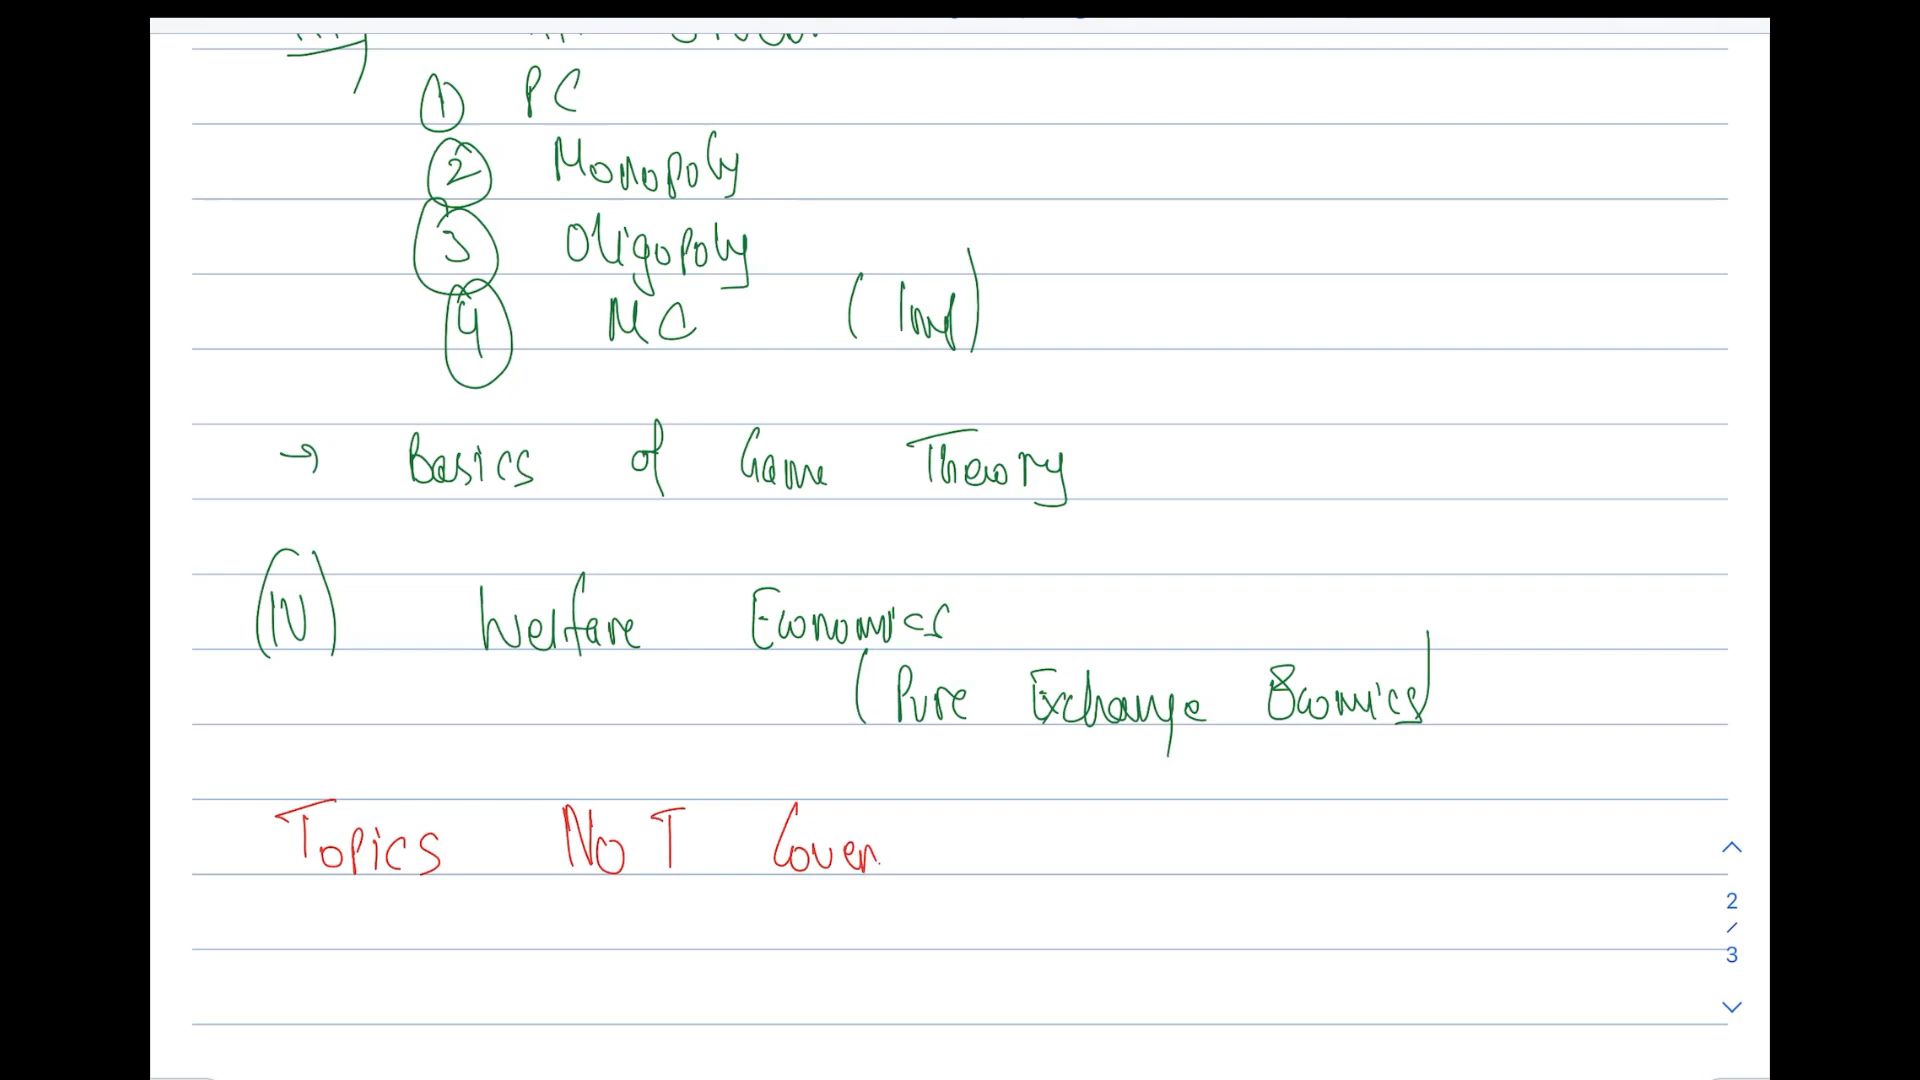 ① PC
② Monopoly
③ Oligopoly
④ MC (Imp)
→ Basics of Game Theory
(IV) Welfare Economics
(Pure Exchange Economics)
Topics NOT Cover
2
/
3